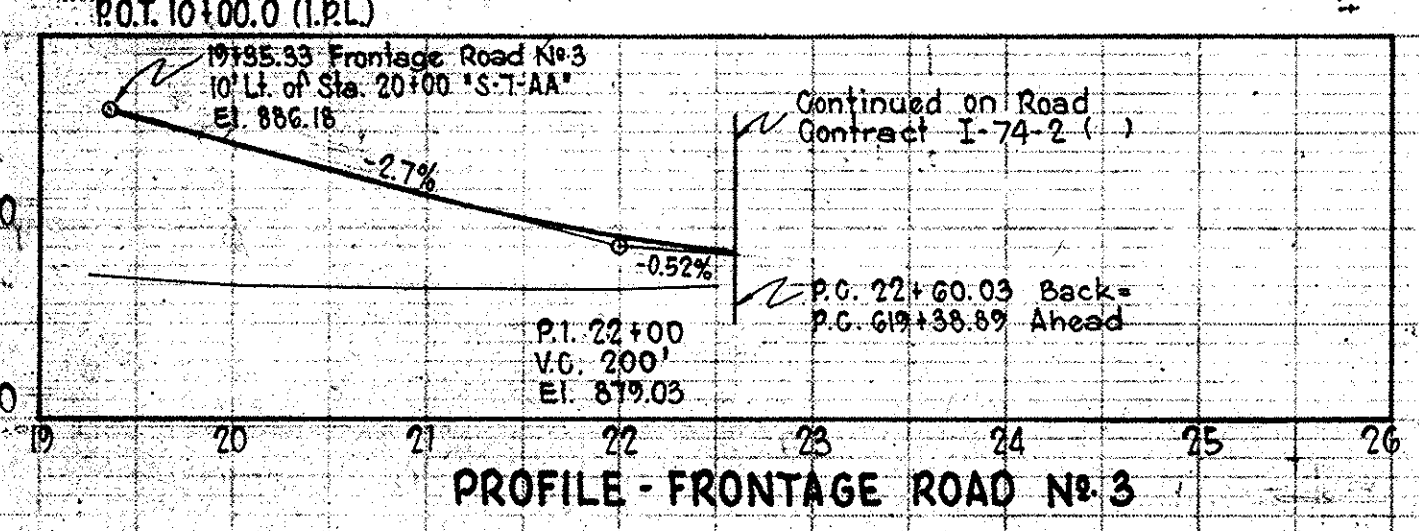 P.O.T. 10+00.0 (I.P.L.)
19+35.33 Frontage Road No. 3
10' Lt. of Sta. 20+00 "S-7-AA"
El. 886.18
-2.7%
Continued on Road
Contract I-74-2 ( )
-0.52%
P.C. 22+60.03 Back=
P.C. 619+38.89 Ahead
P.I. 22+00
V.C. 200'
El. 879.03
0
0
19 20 21 22 23 24 25 26
PROFILE - FRONTAGE ROAD No. 3